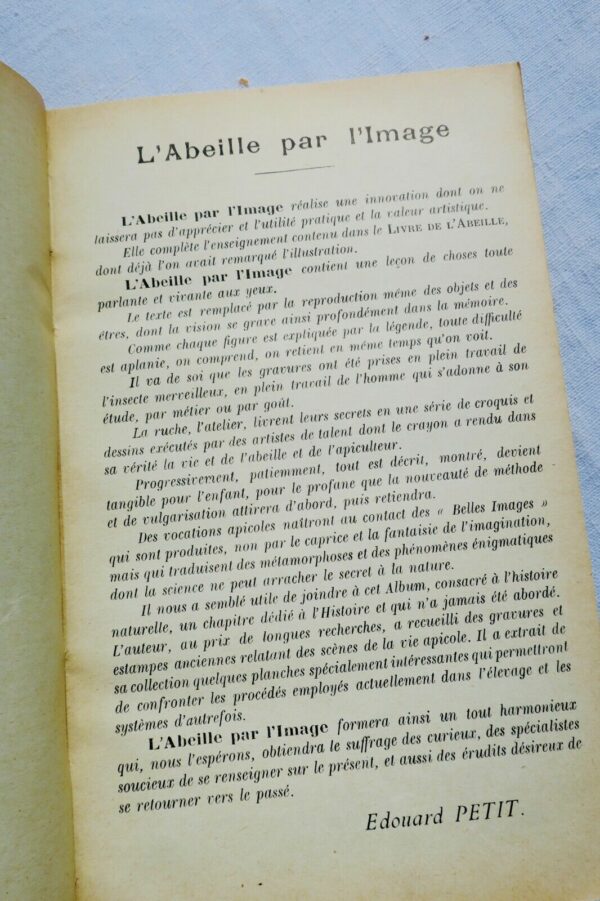 L'Abeille par l'Image
L'Abeille par l'Image réalise une innovation dont on ne
laissera pas d'apprécier et l'utilité pratique et la valeur artistique.
Elle complète l'enseignement contenu dans le LIVRE DE L'ABEILLE,
dont déjà l'on avait remarqué l'illustration.
L'Abeille par l'Image contient une leçon de choses toute
parlante et vivante aux yeux.
Le texte est remplacé par la reproduction même des objets et des
êtres, dont la vision se grave ainsi profondément dans la mémoire.
Comme chaque figure est expliquée par la légende, toute difficulté
est aplanie, on comprend, on retient en même temps qu'on voit.
Il va de soi que les gravures ont été prises en plein travail de
l'insecte merveilleux, en plein travail de l'homme qui s'adonne à son
étude, par métier ou par goût.
La ruche, l'atelier, livrent leurs secrets en une série de croquis et
dessins exécutés par des artistes de talent dont le crayon a rendu dans
sa vérité la vie et de l'abeille et de l'apiculteur.
Progressivement, patiemment, tout est décrit, montré, devient
tangible pour l'enfant, pour le profane que la nouveauté de méthode
et de vulgarisation attirera d'abord, puis retiendra.
Des vocations apicoles naîtront au contact des « Belles Images »
qui sont produites, non par le caprice et la fantaisie de l'imagination,
mais qui traduisent des métamorphoses et des phénomènes énigmatiques
dont la science ne peut arracher le secret à la nature.
Il nous a semblé utile de joindre à cet Album, consacré à l'histoire
naturelle, un chapitre dédié à l'Histoire et qui n'a jamais été abordé.
L'auteur, au prix de longues recherches, a recueilli des gravures et
estampes anciennes relatant des scènes de la vie apicole. Il a extrait de
sa collection quelques planches spécialement intéressantes qui permettront
de confronter les procédés employés actuellement dans l'élevage et les
systèmes d'autrefois.
L'Abeille par l'Image formera ainsi un tout harmonieux
qui, nous l'espérons, obtiendra le suffrage des curieux, des spécialistes
soucieux de se renseigner sur le présent, et aussi des érudits désireux de
se retourner vers le passé.
Edouard PETIT.